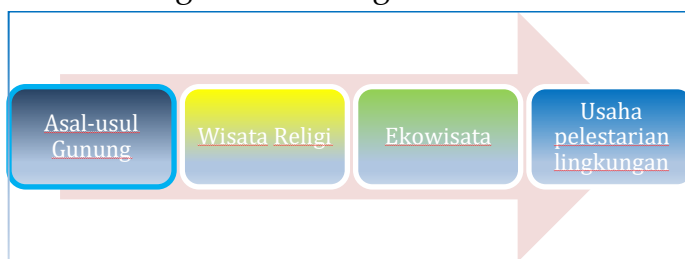 Asal-usul
Gunung
Wisata Religi
Ekowisata
Usaha
pelestarian
lingkungan